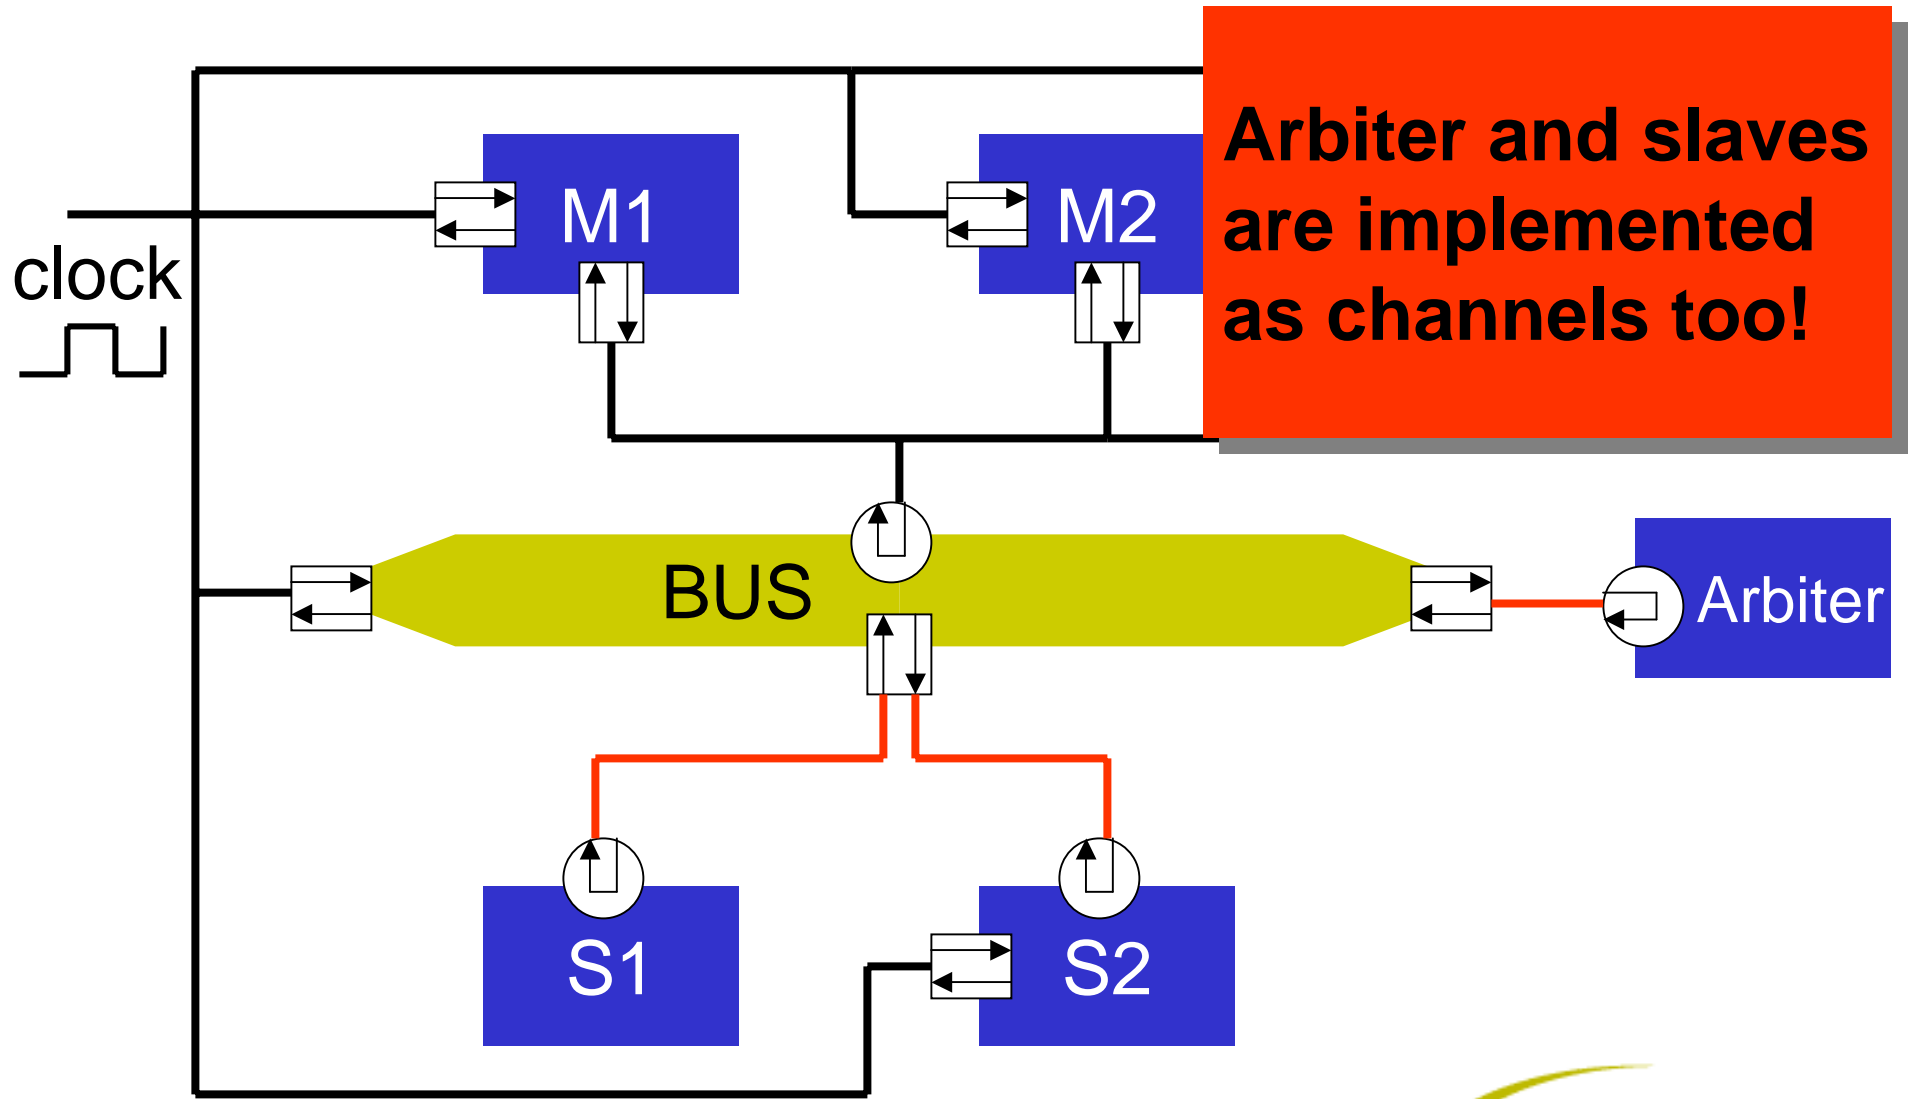 Arbiter and slaves
are implemented
as channels too!
M1
M2
clock
BUS
Arbiter
S1
S2